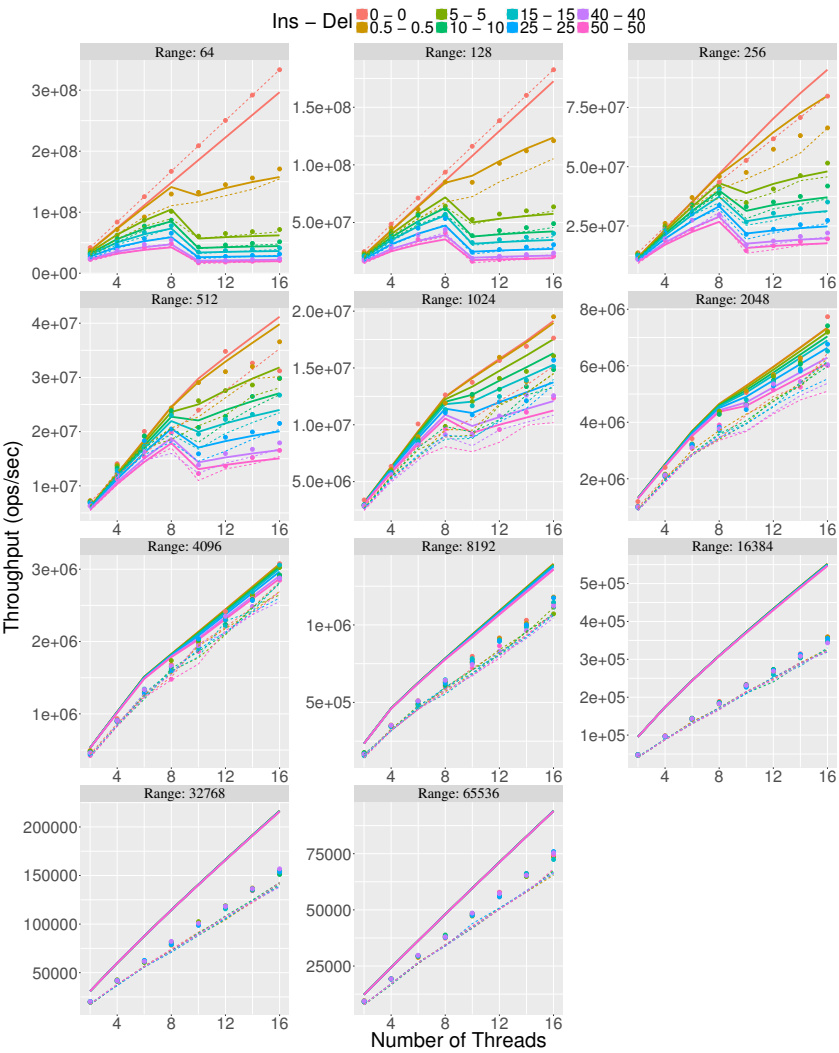 Ins − Del 0 − 0 5 − 5 15 − 15 40 − 40
0.5 − 0.5 10 − 10 25 − 25 50 − 50
Range: 64 Range: 128 Range: 256
3e+08
2e+08
1e+08
0e+00
1.5e+08
1.0e+08
5.0e+07
7.5e+07
5.0e+07
2.5e+07
4 8 12 16 4 8 12 16 4 8 12 16
Range: 512 Range: 1024 Range: 2048
4e+07
3e+07
2e+07
1e+07
2.0e+07
1.5e+07
1.0e+07
5.0e+06
8e+06
6e+06
4e+06
2e+06
4 8 12 16 4 8 12 16 4 8 12 16
Range: 4096 Range: 8192 Range: 16384
3e+06
2e+06
1e+06
1e+06
5e+05
5e+05
4e+05
3e+05
2e+05
1e+05
4 8 12 16 4 8 12 16 4 8 12 16
Range: 32768 Range: 65536
200000
150000
100000
50000
75000
50000
25000
4 8 12 16 4 8 12 16
Number of Threads
Throughput (ops/sec)